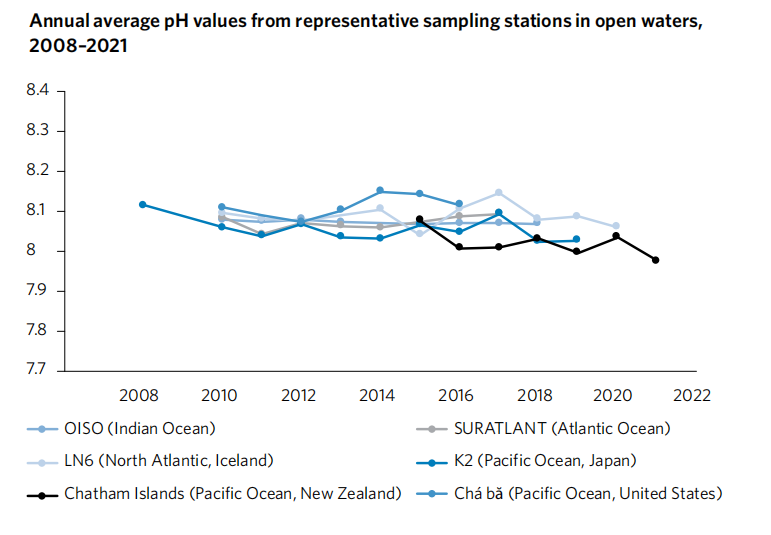 Annual average pH values from representative sampling stations in open waters,
2008–2021
8.4
8.3
8.2
8.1
8
7.9
7.8
7.7
2008 2010 2012 2014 2016 2018 2020 2022
OISO (Indian Ocean) SURATLANT (Atlantic Ocean)
LN6 (North Atlantic, Iceland) K2 (Pacific Ocean, Japan)
Chatham Islands (Pacific Ocean, New Zealand) Chá bă (Pacific Ocean, United States)